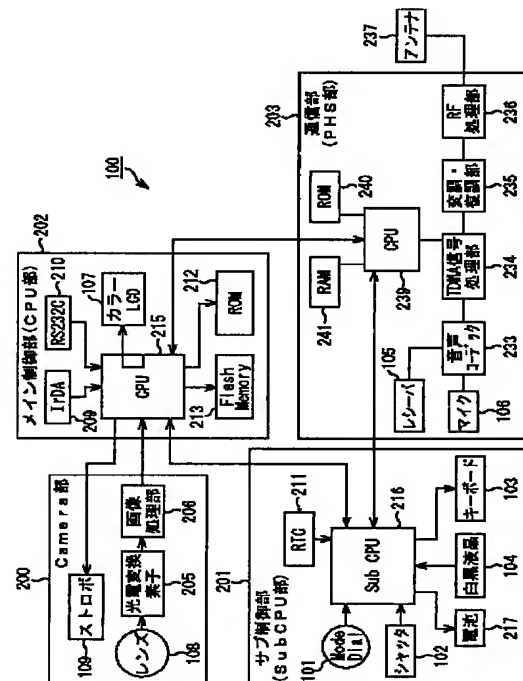 100
200
Camera部
ストロボ
109
レンズ
108
光電変換
素子
205
画像
処理部
206
202
メイン制御部(CPU部)
IrDA
209
RS232C
210
107
カラー
LCD
215
CPU
212
ROM
213
Flash
Memory
201
サブ制御部
(SubCPU部)
RTC
211
Mode
Dial
101
Sub CPU
216
シャッタ
102
電池
217
白黒液晶
104
キーボード
103
203
通信部
(PHS部)
RAM
241
ROM
240
CPU
239
レシーバ
105
マイク
106
音声
コーデック
233
TDMA信号
処理部
234
変調・
復調部
235
RF
処理部
236
237
アンテナ